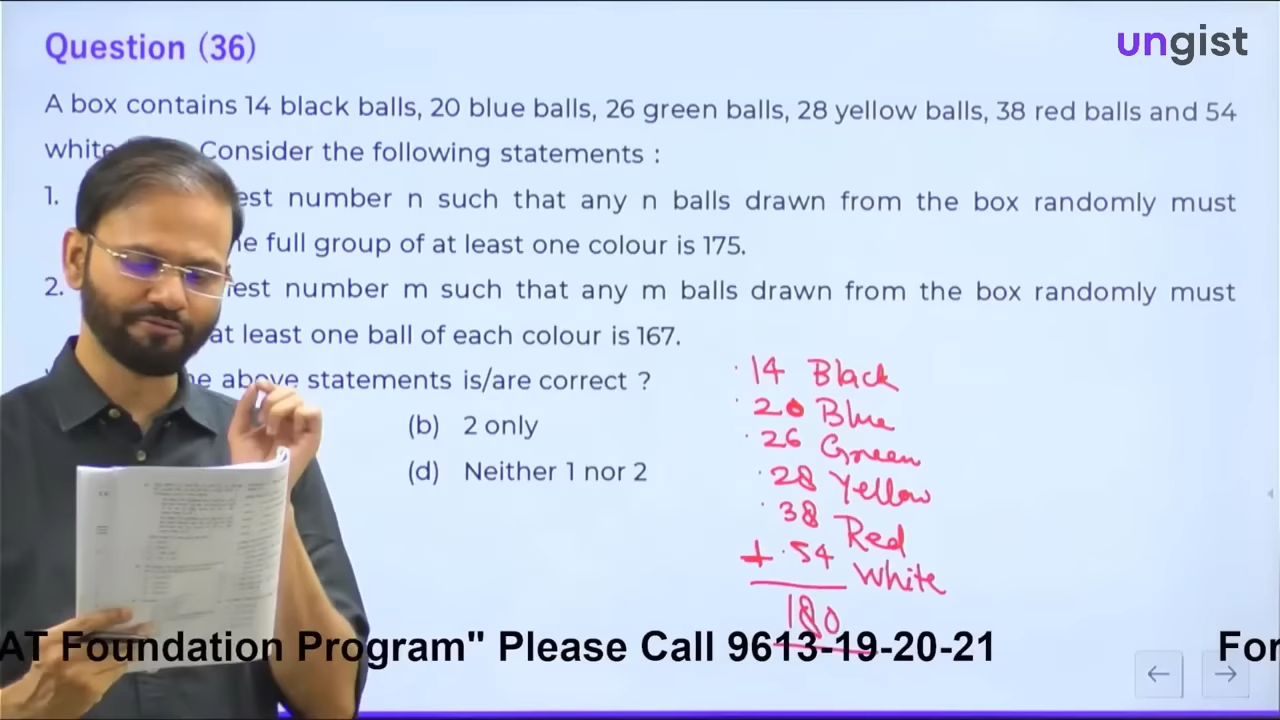 Question (36)
ungist
A box contains 14 black balls, 20 blue balls, 26 green balls, 28 yellow balls, 38 red balls and 54
white Consider the following statements :
1. number n such that any n balls drawn from the box randomly must
full group of at least one colour is 175.
2. number m such that any m balls drawn from the box randomly must
at least one ball of each colour is 167.
above statements is/are correct ?
(b) 2 only
(d) Neither 1 nor 2
14 Black
20 Blue
26 Green
28 Yellow
38 Red
+ 54 White
180
AT Foundation Program" Please Call 9613-19-20-21 For